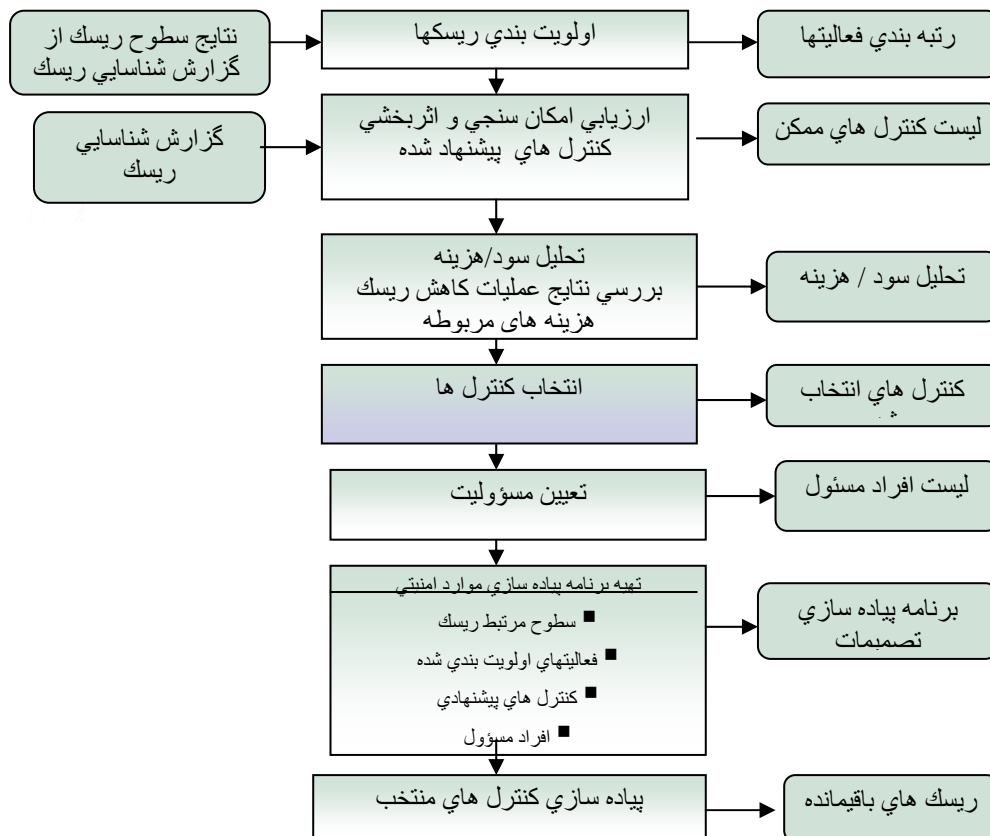 نتايج سطوح ريسك از
گزارش شناسايي ريسك
اولويت بندي ريسكها
رتبه بندي فعاليتها
گزارش شناسايي
ريسك
ارزيابي امكان سنجي و اثربخشي
كنترل هاي پيشنهاد شده
ليست كنترل هاي ممكن
تحليل سود/هزينه
بررسي نتايج عمليات كاهش ريسك
هزينه هاي مربوطه
تحليل سود / هزينه
انتخاب كنترل ها
كنترل هاي انتخاب
تعيين مسؤوليت
ليست افراد مسئول
تهيه برنامه پياده سازي موارد امنيتي
■ سطوح مرتبط ريسك
■ فعاليتهاي اولويت بندي شده
■ كنترل هاي پيشنهادي
■ افراد مسؤول
برنامه پياده سازي
تصميمات
پياده سازي كنترل هاي منتخب
ريسك هاي باقيمانده